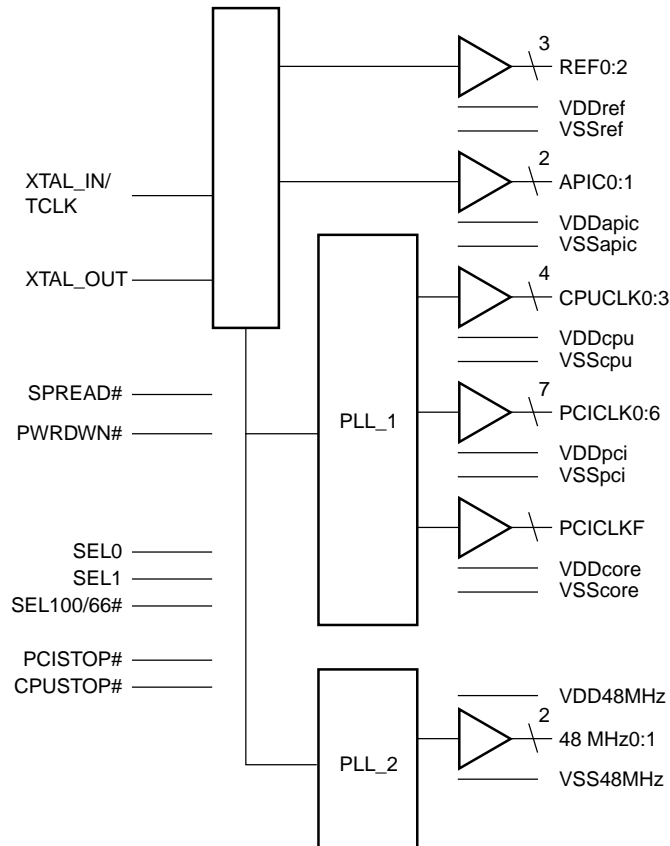 3
REF0:2
VDDref
VSSref
XTAL_IN/
TCLK
2
APIC0:1
VDDapic
VSSapic
XTAL_OUT
4
CPUCLK0:3
VDDcpu
VSScpu
SPREAD#
PWRDWN#
PLL_1
7
PCICLK0:6
VDDpci
VSSpci
PCICLKF
VDDcore
VSScore
SEL0
SEL1
SEL100/66#
PCISTOP#
CPUSTOP#
VDD48MHz
2
48 MHz0:1
VSS48MHz
PLL_2